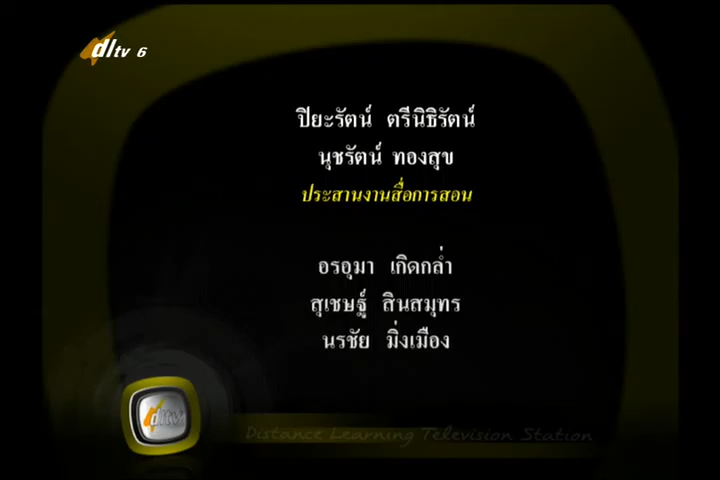 dltv 6
ปิยะรัตน์ ตรีนิธิรัตน์
นุชรัตน์ ทองสุข
ประสานงานสื่อการสอน
อรอุมา เกิดกล่ำ
สุเชษฐ์ สินสมุทร
นรชัย มิ่งเมือง
dltv
Distance Learning Television Station